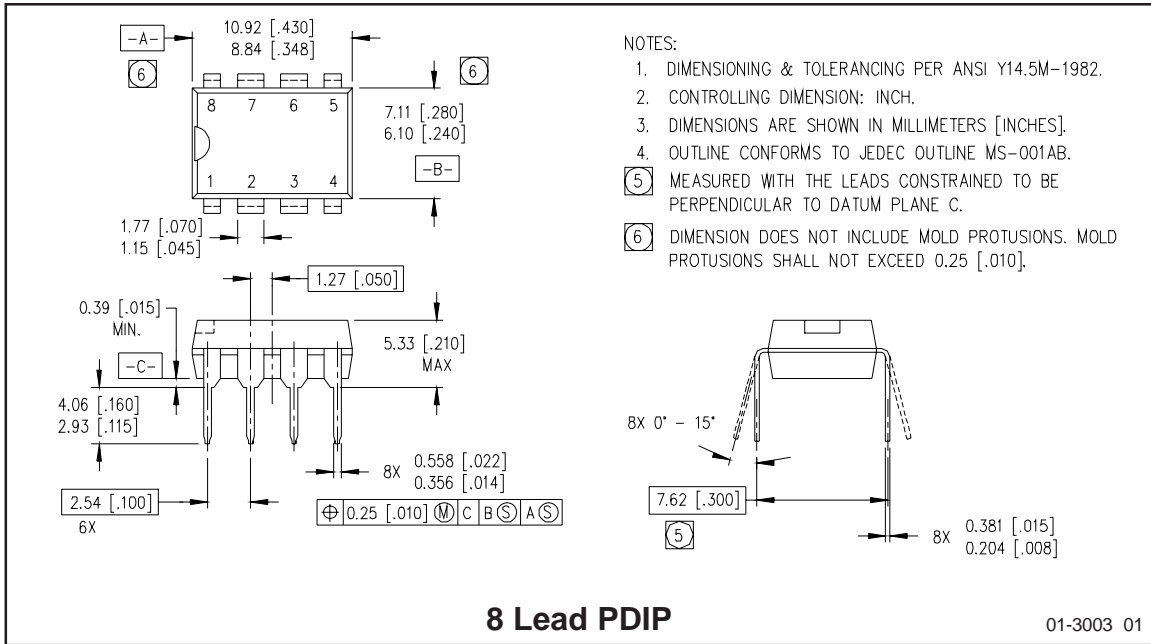 -A-
10.92 [.430]
8.84 [.348]
6
6
8 7 6 5
7.11 [.280]
6.10 [.240]
-B-
1 2 3 4
1.77 [.070]
1.15 [.045]
1.27 [.050]
0.39 [.015]
MIN.
-C-
5.33 [.210]
MAX
4.06 [.160]
2.93 [.115]
8X 0.558 [.022]
0.356 [.014]
2.54 [.100]
6X
⌖ 0.25 [.010] Ⓜ C B Ⓢ A Ⓢ
NOTES:
1. DIMENSIONING & TOLERANCING PER ANSI Y14.5M-1982.
2. CONTROLLING DIMENSION: INCH.
3. DIMENSIONS ARE SHOWN IN MILLIMETERS [INCHES].
4. OUTLINE CONFORMS TO JEDEC OUTLINE MS-001AB.
5 MEASURED WITH THE LEADS CONSTRAINED TO BE
PERPENDICULAR TO DATUM PLANE C.
6 DIMENSION DOES NOT INCLUDE MOLD PROTUSIONS. MOLD
PROTUSIONS SHALL NOT EXCEED 0.25 [.010].
8X 0° - 15°
7.62 [.300]
5
8X 0.381 [.015]
0.204 [.008]
8 Lead PDIP
01-3003 01